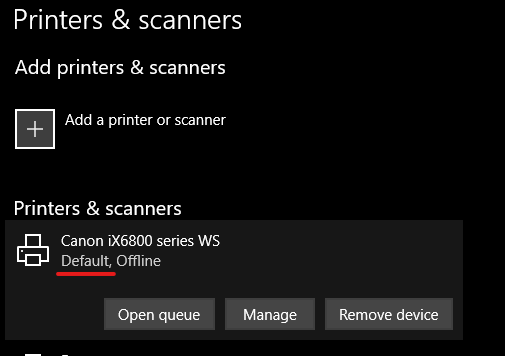 Printers & scanners
Add printers & scanners
Add a printer or scanner
Printers & scanners
Canon iX6800 series WS
Default, Offline
Open queue Manage Remove device